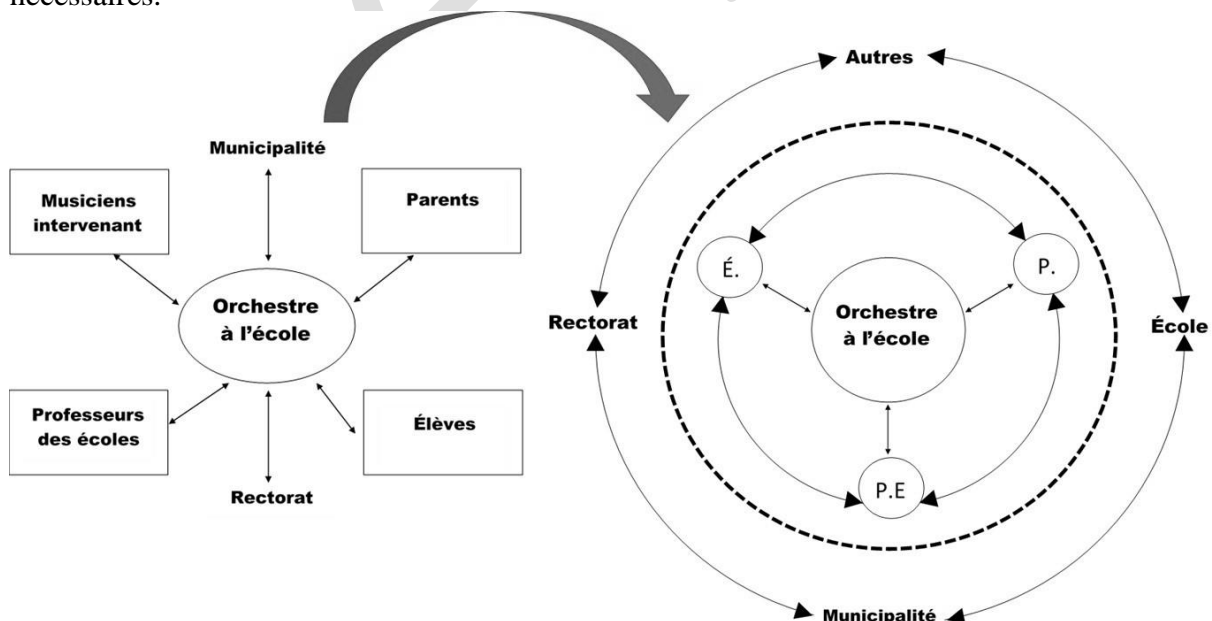 nécessaires.
Municipalité
Musiciens
intervenant
Parents
Orchestre
à l'école
Professeurs
des écoles
Élèves
Rectorat
Autres
É.
P.
Orchestre
à l'école
Rectorat
École
P.E
Municipalité